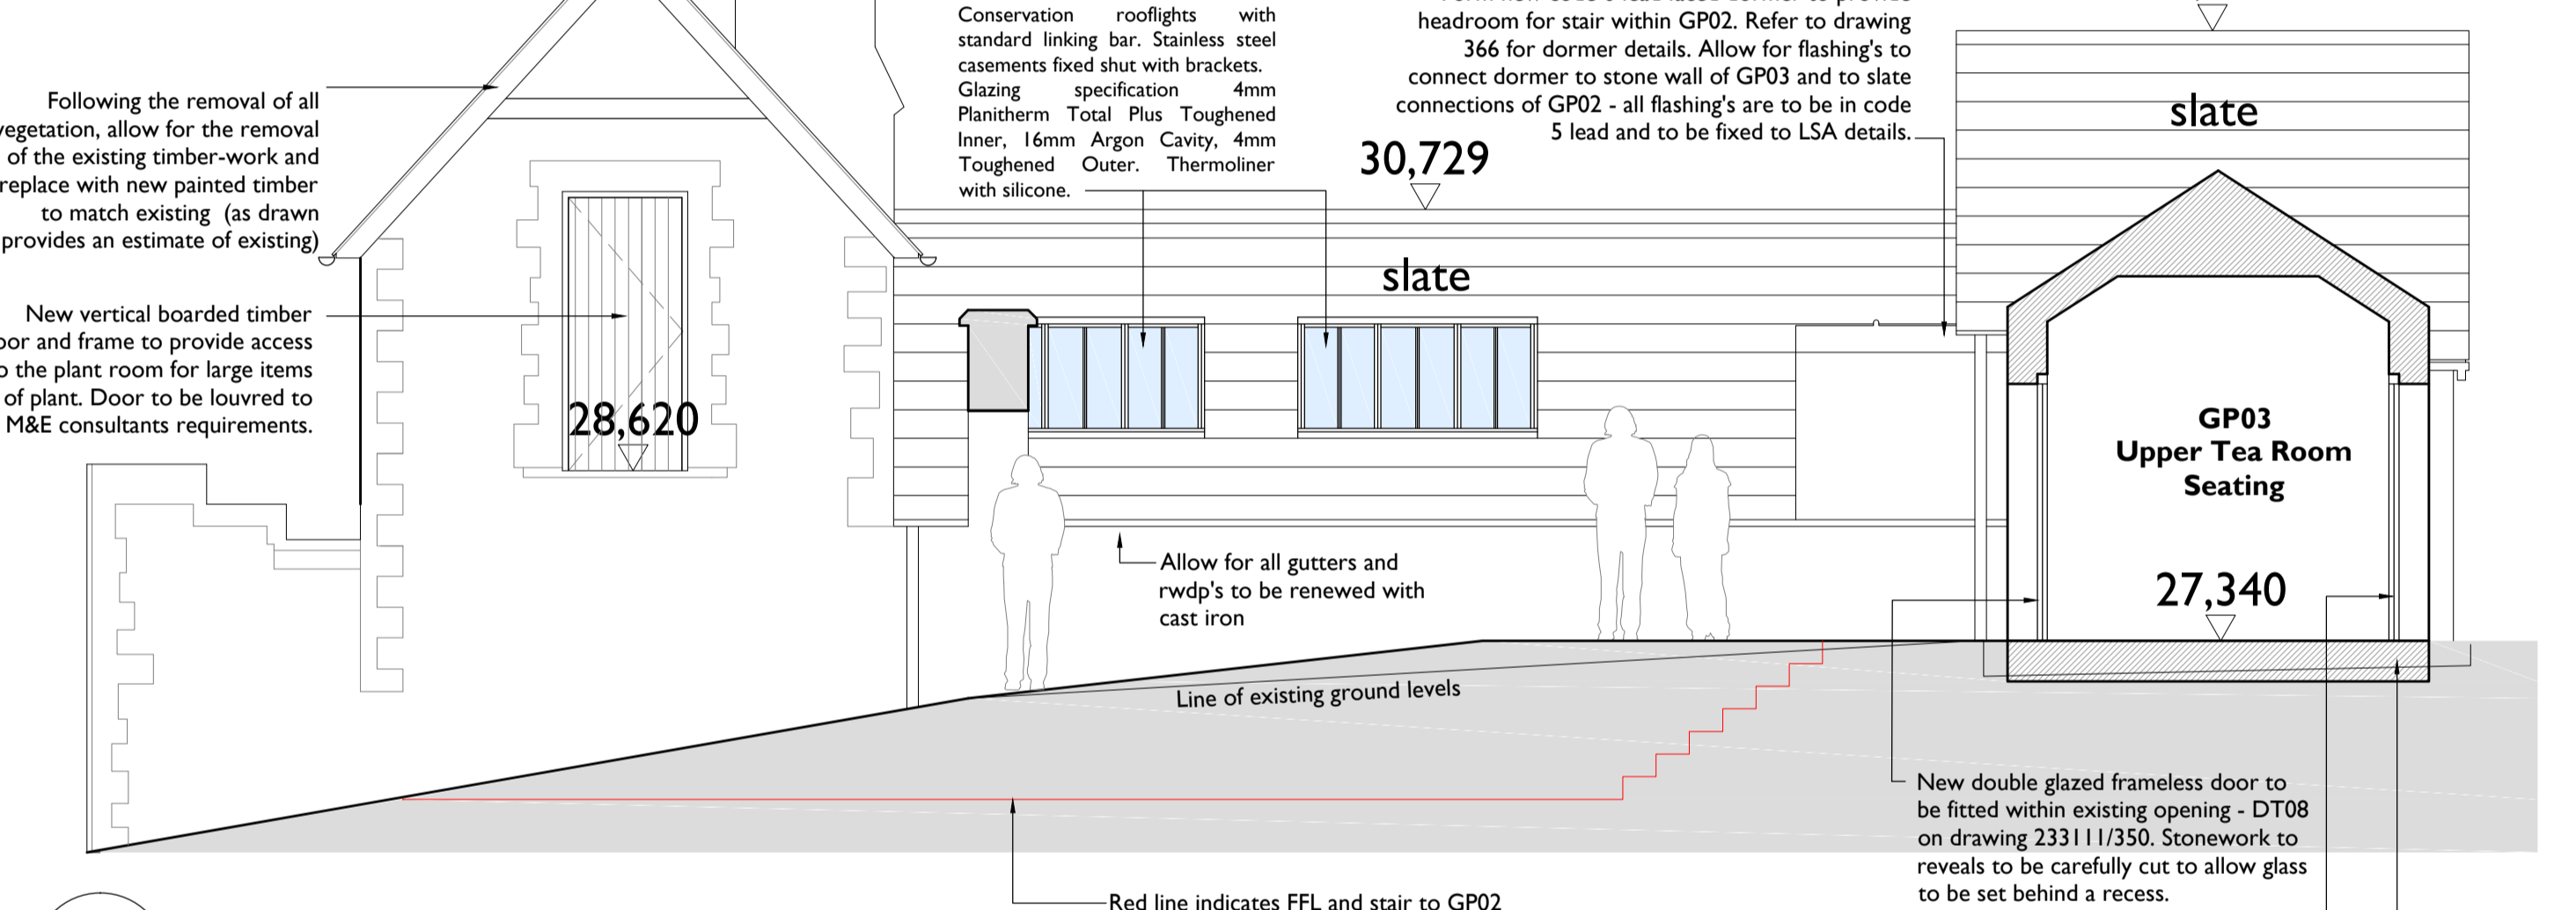 Following the removal of all
vegetation, allow for the removal
of the existing timber-work and
replace with new painted timber
to match existing (as drawn
provides an estimate of existing)
New vertical boarded timber
and frame to provide access
the plant room for large items
of plant. Door to be louvred to
M&E consultants requirements.
28,620
Conservation rooflights with
standard linking bar. Stainless steel
casements fixed shut with brackets.
Glazing specification 4mm
Planitherm Total Plus Toughened
Inner, 16mm Argon Cavity, 4mm
Toughened Outer. Thermoliner
with silicone.
headroom for stair within GP02. Refer to drawing
366 for dormer details. Allow for flashing's to
connect dormer to stone wall of GP03 and to slate
connections of GP02 - all flashing's are to be in code
5 lead and to be fixed to LSA details.
30,729
slate
slate
GP03
Upper Tea Room
Seating
27,340
Allow for all gutters and
rwdp's to be renewed with
cast iron
Line of existing ground levels
New double glazed frameless door to
be fitted within existing opening - DT08
on drawing 233111/350. Stonework to
reveals to be carefully cut to allow glass
to be set behind a recess.
Red line indicates FFL and stair to GP02